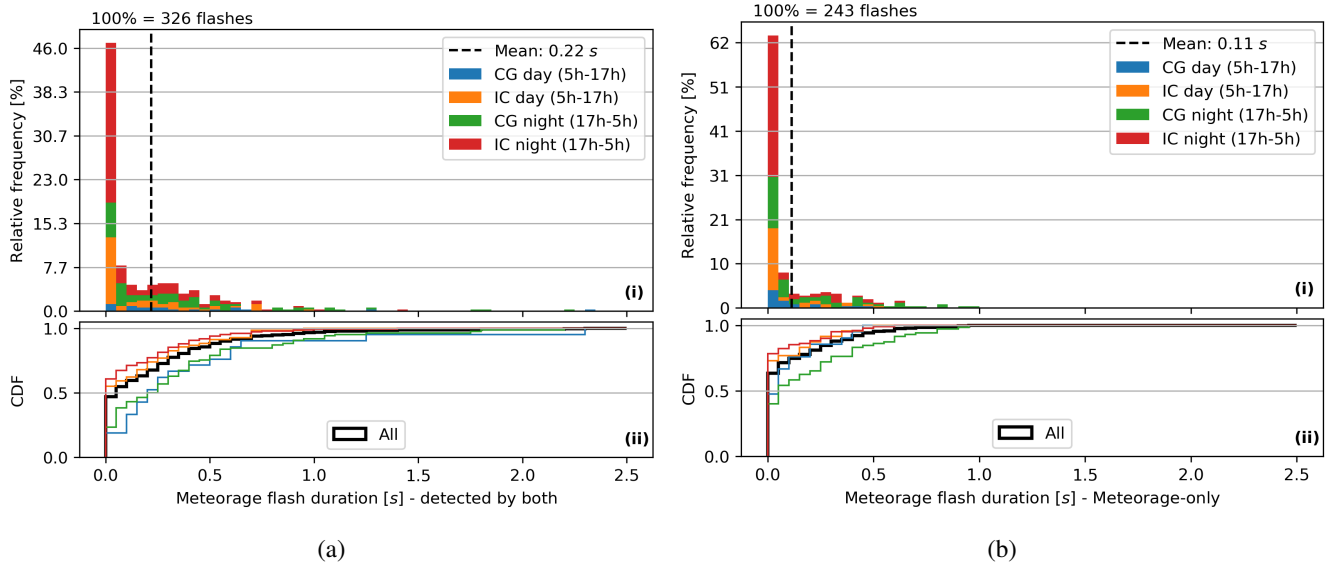 100% = 326 flashes
46.0
38.3
30.7
23.0
15.3
7.7
0.0
Relative frequency [%]
Mean: 0.22 s
CG day (5h-17h)
IC day (5h-17h)
CG night (17h-5h)
IC night (17h-5h)
(i)
1.0
0.5
0.0
CDF
All
(ii)
0.0 0.5 1.0 1.5 2.0 2.5
Meteorage flash duration [s] - detected by both
(a)
100% = 243 flashes
62
51
41
31
21
10
0
Relative frequency [%]
Mean: 0.11 s
CG day (5h-17h)
IC day (5h-17h)
CG night (17h-5h)
IC night (17h-5h)
(i)
1.0
0.5
0.0
CDF
All
(ii)
0.0 0.5 1.0 1.5 2.0 2.5
Meteorage flash duration [s] - Meteorage-only
(b)